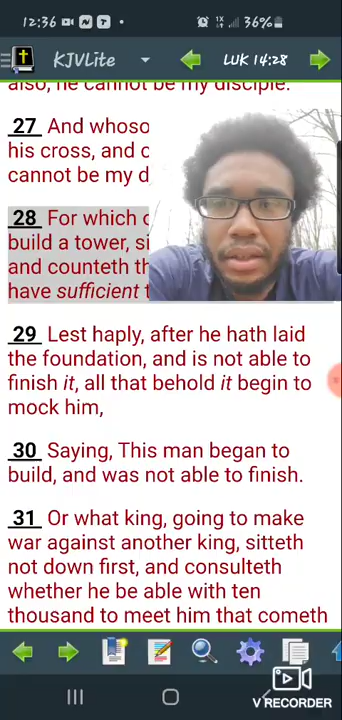 12:36
1X
36%
KJVLite
LUK 14:28
also, he cannot be my disciple.
27 And whoso
his cross, and c
cannot be my d
28 For which o
build a tower, si
and counteth th
have sufficient t
29 Lest haply, after he hath laid
the foundation, and is not able to
finish it, all that behold it begin to
mock him,
30 Saying, This man began to
build, and was not able to finish.
31 Or what king, going to make
war against another king, sitteth
not down first, and consulteth
whether he be able with ten
thousand to meet him that cometh
V RECORDER